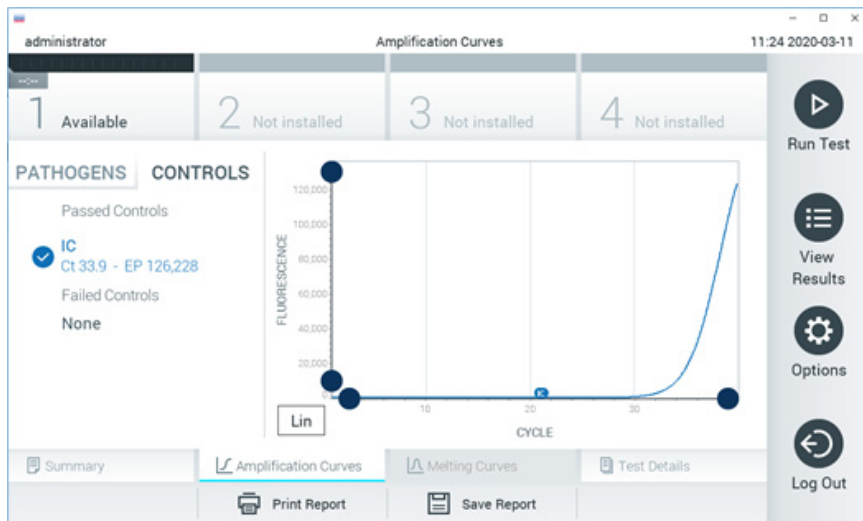 administrator
Amplification Curves
11:24 2020-03-11
--:--
1 Available
2 Not installed
3 Not installed
4 Not installed
Run Test
PATHOGENS
CONTROLS
Passed Controls
IC
Ct 33.9 - EP 126,228
Failed Controls
None
FLUORESCENCE
120,000
100,000
80,000
60,000
40,000
20,000
0
IC
10
20
30
CYCLE
Lin
View
Results
Options
Log Out
Summary
Amplification Curves
Melting Curves
Test Details
Print Report
Save Report